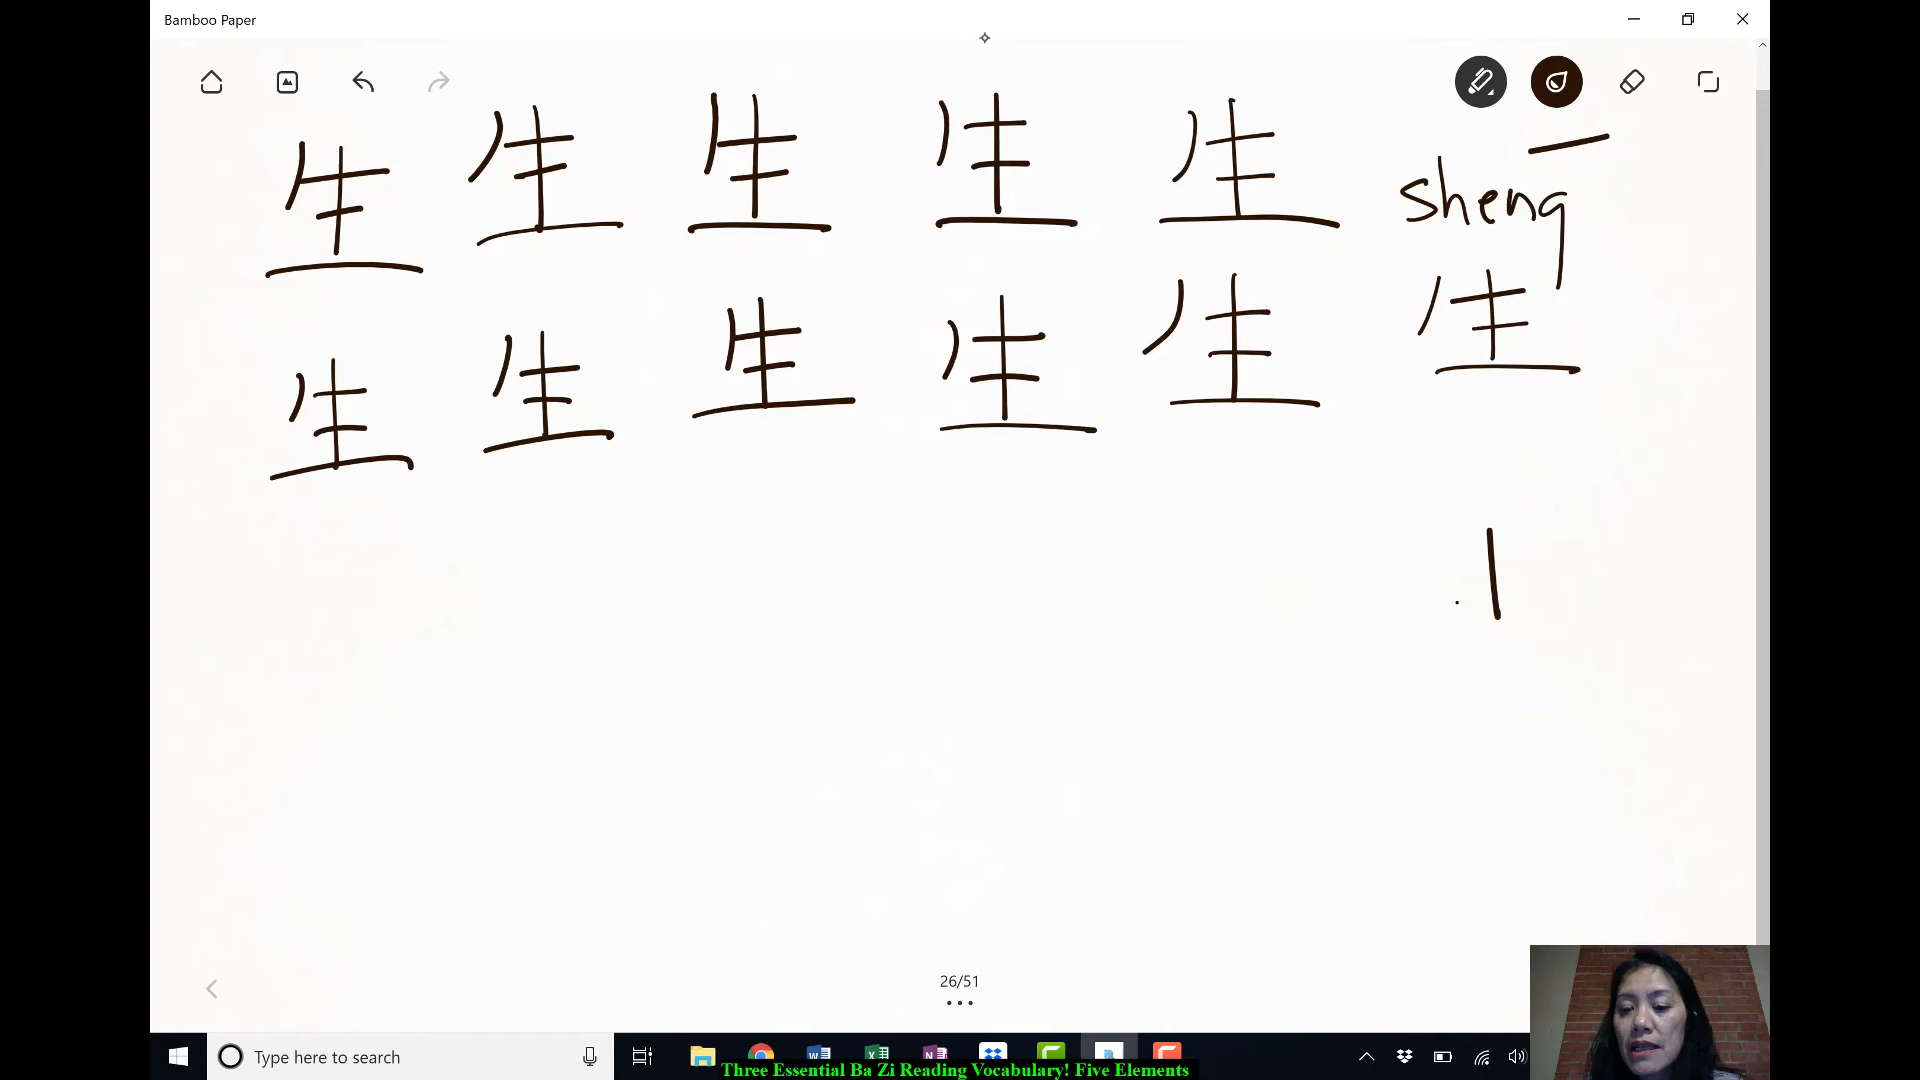 Bamboo Paper
生 生 生 生 生 sheng
生 生 生 生 生 生
26/51
Type here to search
Three Essential Ba Zi Reading Vocabulary! Five Elements